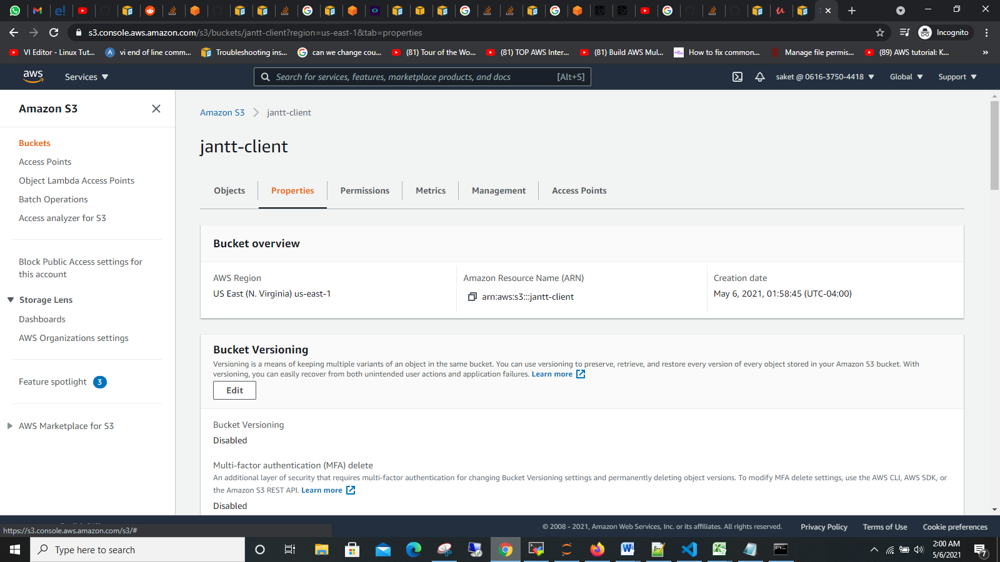 s3.console.aws.amazon.com/s3/buckets/jantt-client?region=us-east-1&tab=properties
Incognito
VI Editor - Linux Tut...
vi end of line comm...
Troubleshooting ins...
can we change cou...
(81) Tour of the Wo...
(81) TOP AWS Inter...
(81) Build AWS Mul...
How to fix common...
Manage file permis...
(89) AWS tutorial: K...
»
aws
Services
Search for services, features, marketplace products, and docs
[Alt+S]
saket @ 0616-3750-4418
Global
Support
Amazon S3
Buckets
Access Points
Object Lambda Access Points
Batch Operations
Access analyzer for S3
Block Public Access settings for
this account
Storage Lens
Dashboards
AWS Organizations settings
Feature spotlight 3
AWS Marketplace for S3
Amazon S3 > jantt-client
jantt-client
Objects
Properties
Permissions
Metrics
Management
Access Points
Bucket overview
AWS Region
US East (N. Virginia) us-east-1
Amazon Resource Name (ARN)
arn:aws:s3:::jantt-client
Creation date
May 6, 2021, 01:58:45 (UTC-04:00)
Bucket Versioning
Versioning is a means of keeping multiple variants of an object in the same bucket. You can use versioning to preserve, retrieve, and restore every version of every object stored in your Amazon S3 bucket. With
versioning, you can easily recover from both unintended user actions and application failures. Learn more
Edit
Bucket Versioning
Disabled
Multi-factor authentication (MFA) delete
An additional layer of security that requires multi-factor authentication for changing Bucket Versioning settings and permanently deleting object versions. To modify MFA delete settings, use the AWS CLI, AWS SDK, or
the Amazon S3 REST API. Learn more
Disabled
https://s3.console.aws.amazon.com/s3/#
© 2008 - 2021, Amazon Web Services, Inc. or its affiliates. All rights reserved.
Privacy Policy
Terms of Use
Cookie preferences
Type here to search
2:00 AM
5/6/2021
7